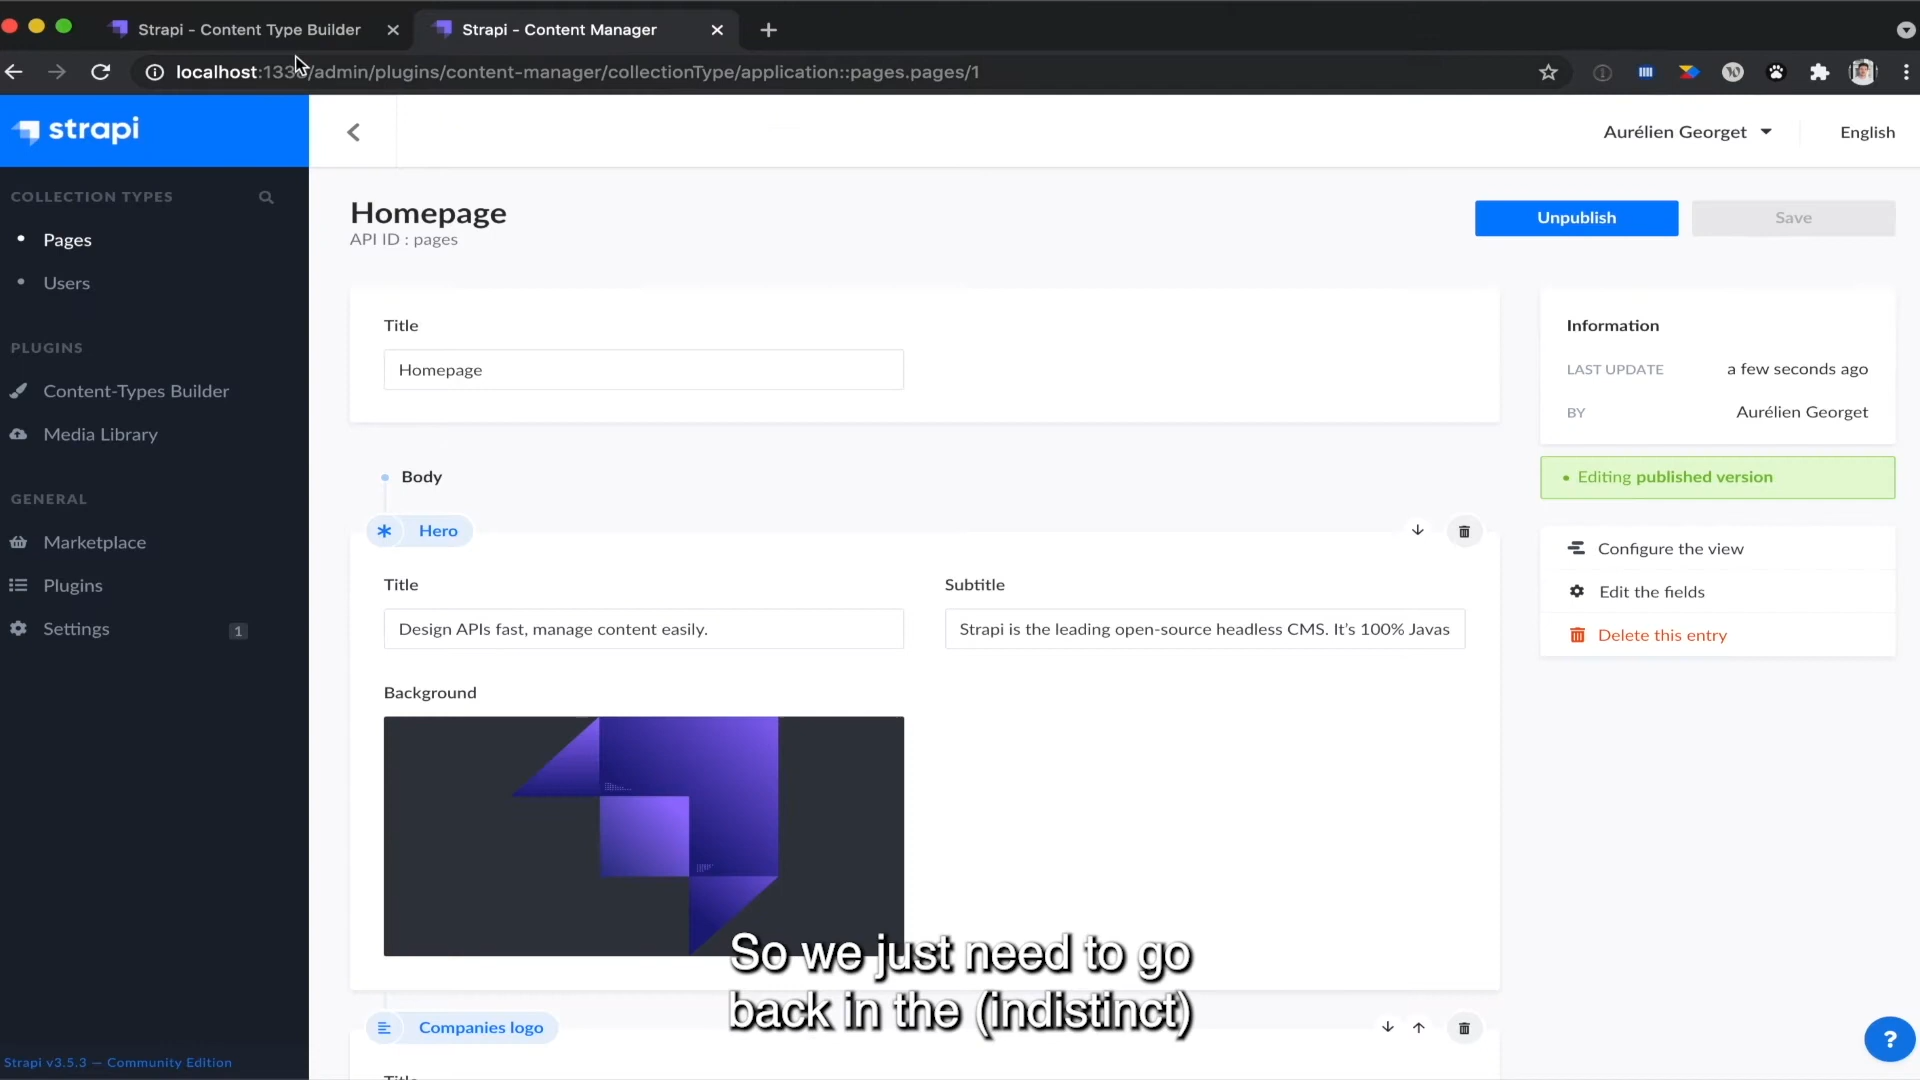 Strapi - Content Type Builder
Strapi - Content Manager
/admin/plugins/content-manager/collectionType/application::pages.pages/1
strapi
Aurélien Georget
English
COLLECTION TYPES
Pages
Users
PLUGINS
Content-Types Builder
Media Library
GENERAL
Marketplace
Plugins
Settings
1
Strapi v3.5.3 — Community Edition
Homepage
API ID : pages
Unpublish
Save
Title
Homepage
Body
Hero
Title
Design APIs fast, manage content easily.
Subtitle
Strapi is the leading open-source headless CMS. It's 100% Javas
Background
Companies logo
Information
LAST UPDATE
a few seconds ago
BY
Aurélien Georget
Editing published version
Configure the view
Edit the fields
Delete this entry
?
So we just need to go
back in the (indistinct)